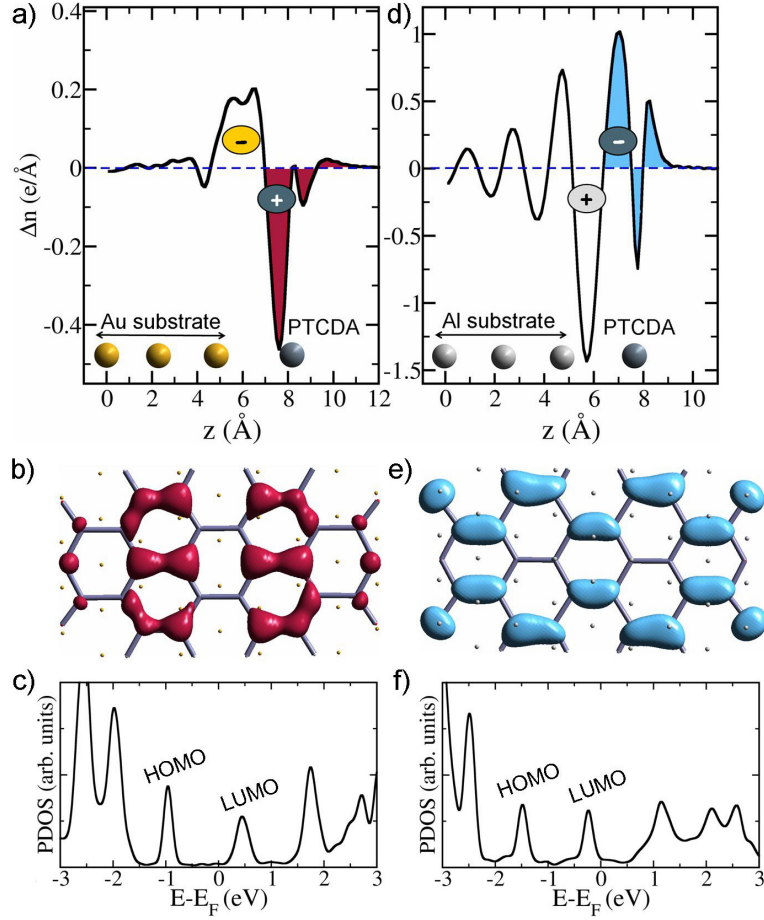 a)
d)
0.4
0.2
0
-0.2
-0.4
Δn (e/Å)
-
+
Au substrate
PTCDA
0 2 4 6 8 10 12
z (Å)
1
0.5
0
-0.5
-1
-1.5
-
+
Al substrate
PTCDA
0 2 4 6 8 10
z (Å)
b)
e)
c)
PDOS (arb. units)
HOMO
LUMO
-3 -2 -1 0 1 2 3
E-EF (eV)
f)
PDOS (arb. units)
HOMO
LUMO
-3 -2 -1 0 1 2 3
E-EF (eV)